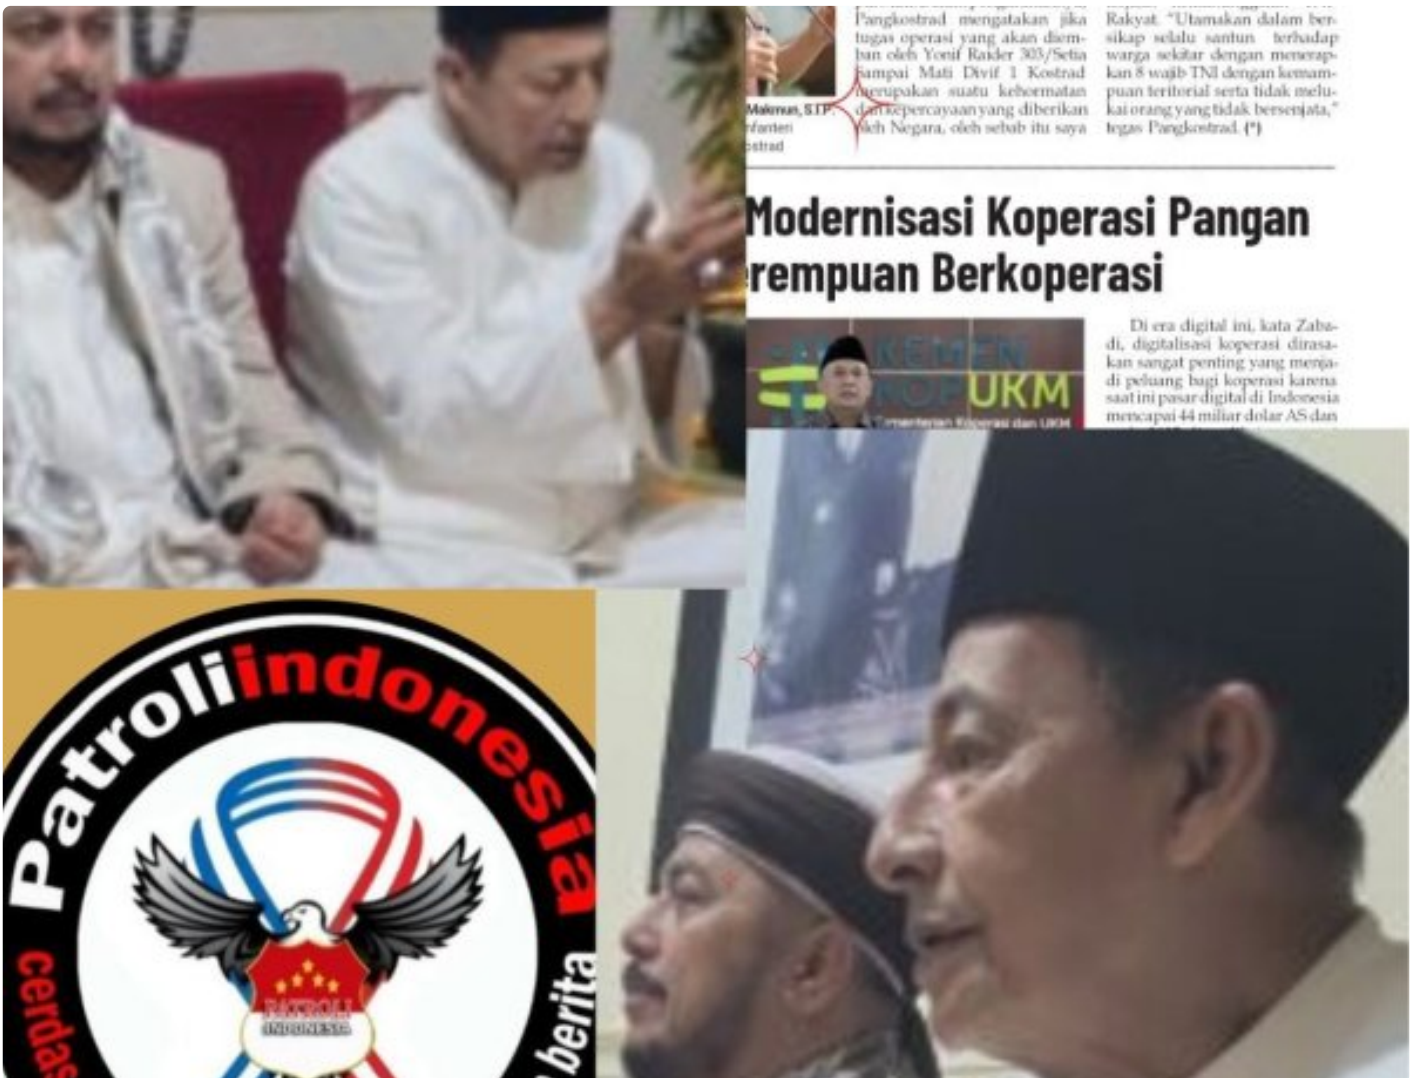 Pangkostrad mengatakan jika
tugas operasi yang akan diem-
ban oleh Yonif Raider 303/Setia
Sampai Mati Divif 1 Kostrad
merupakan suatu kehormatan
dan kepercayaan yang diberikan
oleh Negara, oleh sebab itu saya
Rakyat. "Utamakan dalam ber-
sikap selalu santun terhadap
warga sekitar dengan menerap-
kan 8 wajib TNI dengan kemam-
puan teritorial serta tidak melu-
kai orang yang tidak bersenjata,"
tegas Pangkostrad. (*)
Makmun, S.I.P.
nfanteri
ostrad
Modernisasi Koperasi Pangan
erempuan Berkoperasi
KEMEN
KOPUKM
Kementerian Koperasi dan UKM
Di era digital ini, kata Zaba-
di, digitalisasi koperasi dirasa-
kan sangat penting yang menja-
di peluang bagi koperasi karena
saat ini pasar digital di Indonesia
mencapai 44 miliar dolar AS dan
Patroliindonesia
cerdas
berita
PATROLI
INDONESIA